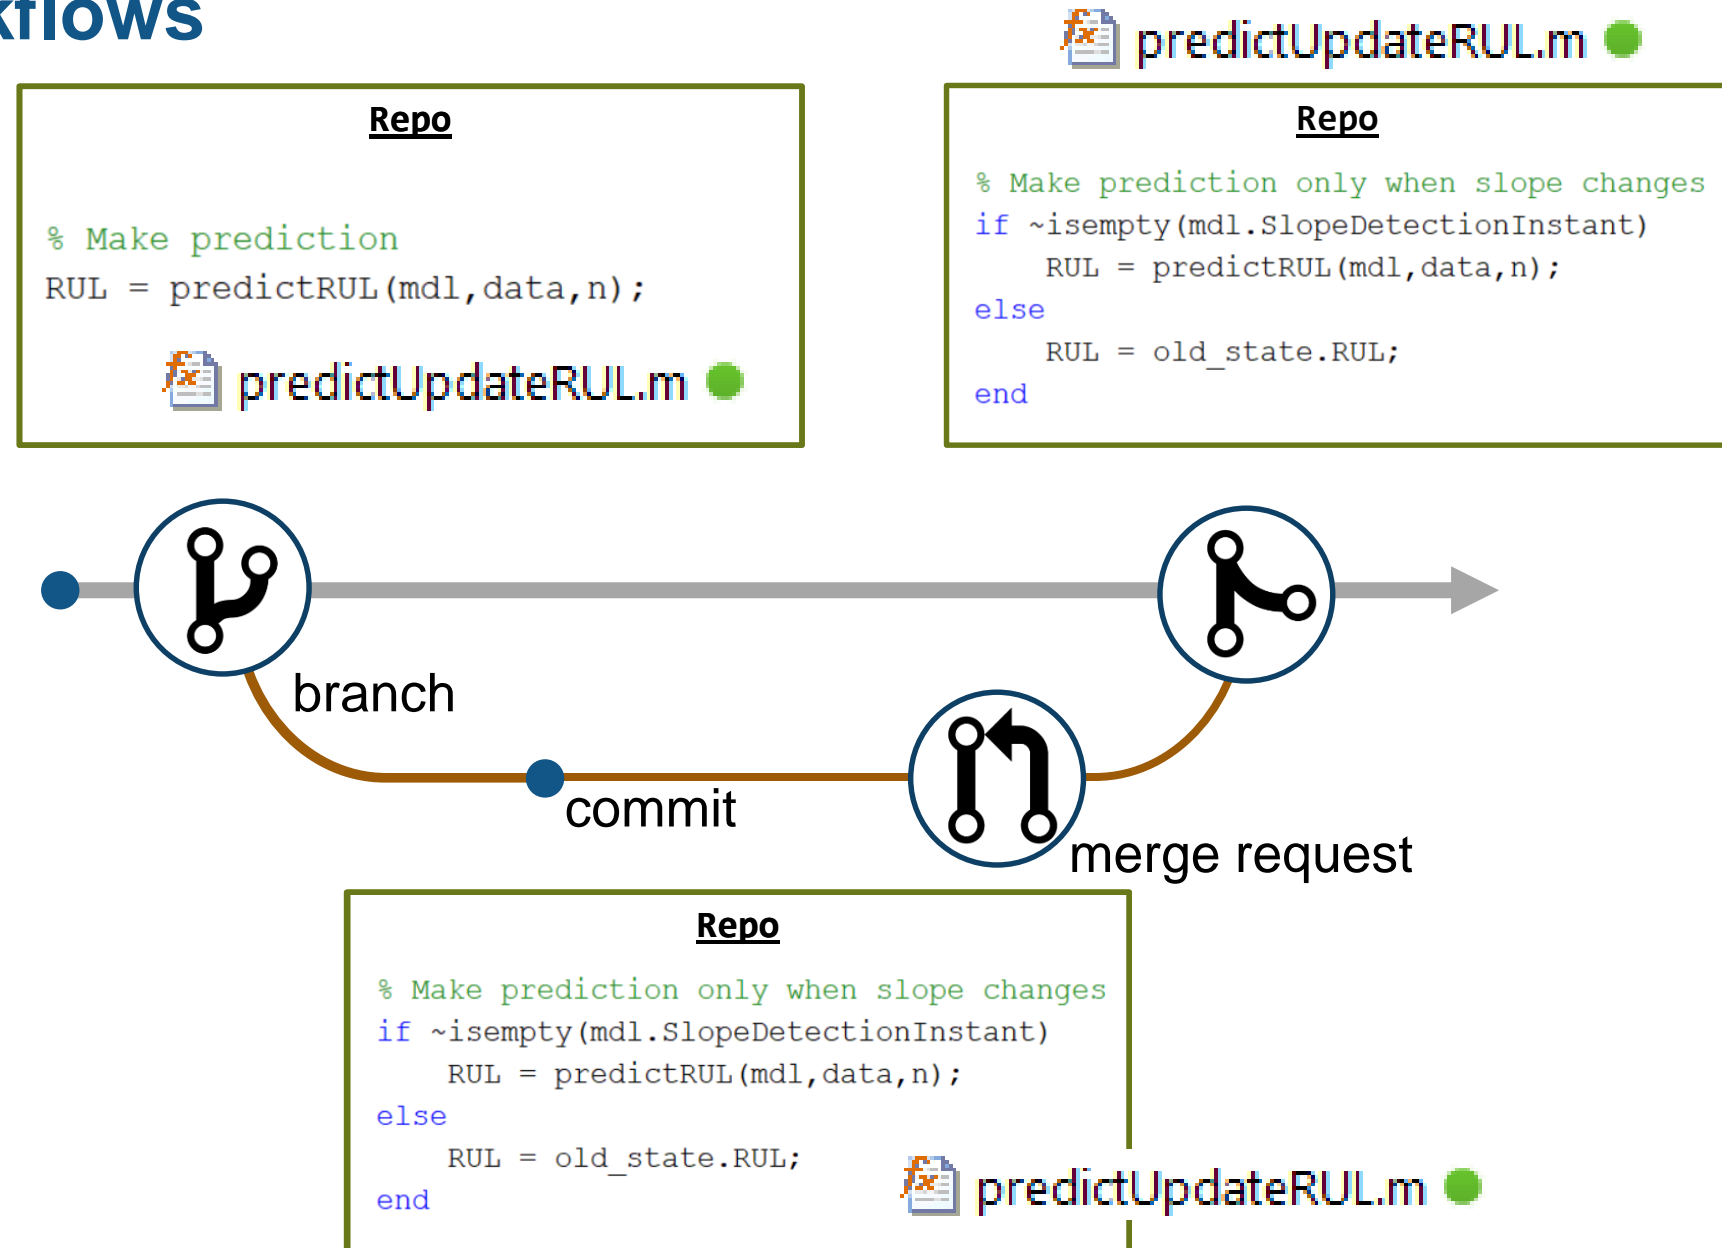 kflows
predictUpdateRUL.m
Repo
% Make prediction
RUL = predictRUL(mdl,data,n);
predictUpdateRUL.m
Repo
% Make prediction only when slope changes
if ~isempty(mdl.SlopeDetectionInstant)
    RUL = predictRUL(mdl,data,n);
else
    RUL = old_state.RUL;
end
branch
commit
merge request
Repo
% Make prediction only when slope changes
if ~isempty(mdl.SlopeDetectionInstant)
    RUL = predictRUL(mdl,data,n);
else
    RUL = old_state.RUL;
end
predictUpdateRUL.m